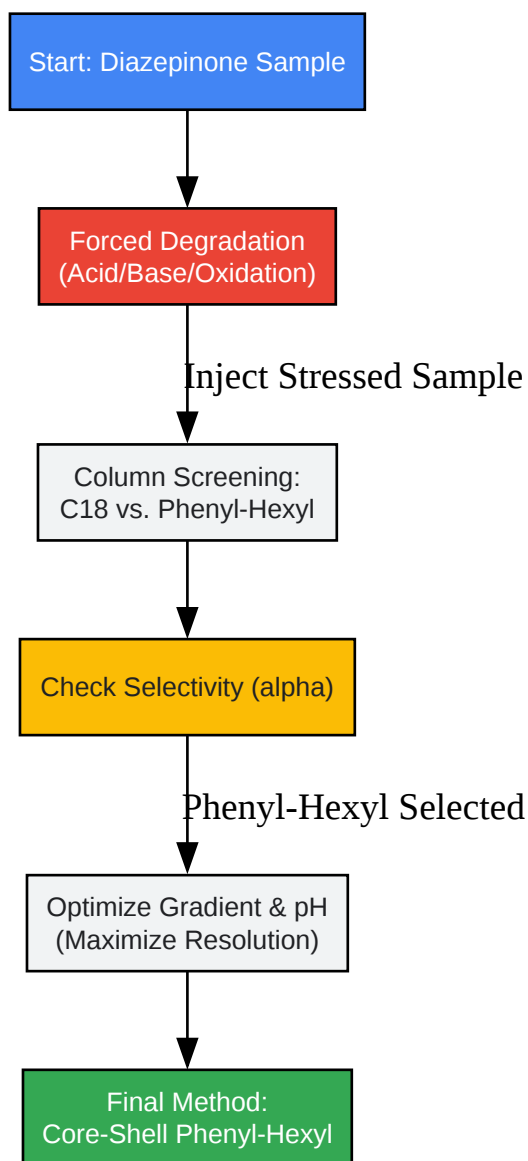 Start: Diazepinone Sample
Forced Degradation
(Acid/Base/Oxidation)
Inject Stressed Sample
Column Screening:
C18 vs. Phenyl-Hexyl
Check Selectivity (alpha)
Phenyl-Hexyl Selected
Optimize Gradient & pH
(Maximize Resolution)
Final Method:
Core-Shell Phenyl-Hexyl